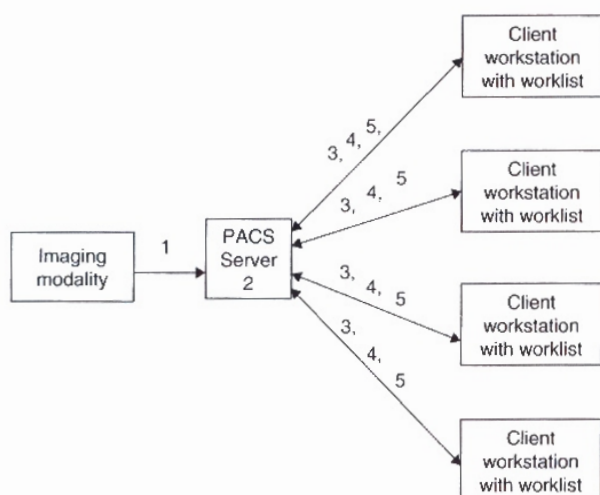 Client
workstation
with worklist
3, 4, 5,
Client
workstation
with worklist
3, 4, 5
1
PACS
Server
2
Imaging
modality
3, 4, 5
Client
workstation
with worklist
3, 4, 5
Client
workstation
with worklist